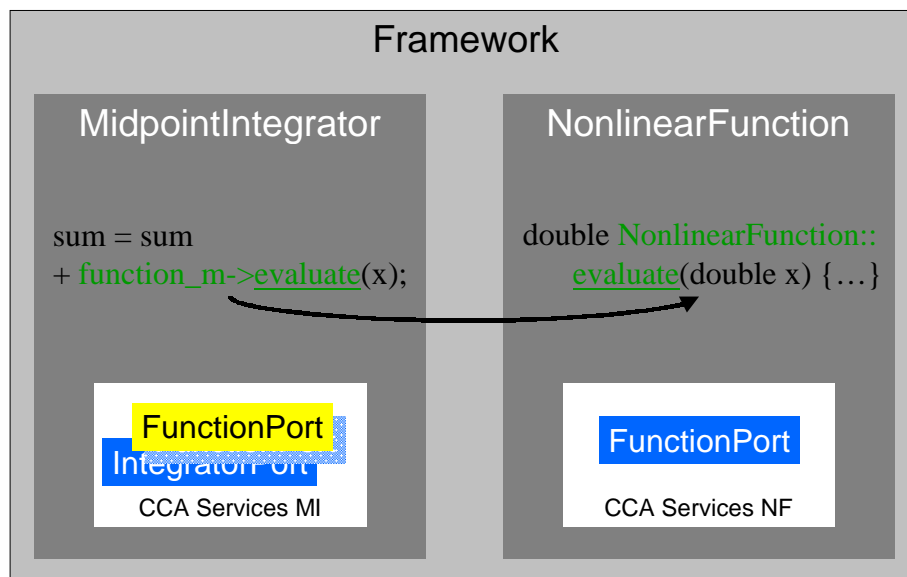 Framework
MidpointIntegrator
sum = sum
+ function_m->evaluate(x);
FunctionPort
IntegratorPort
CCA Services MI
NonlinearFunction
double NonlinearFunction::
evaluate(double x) {…}
FunctionPort
CCA Services NF